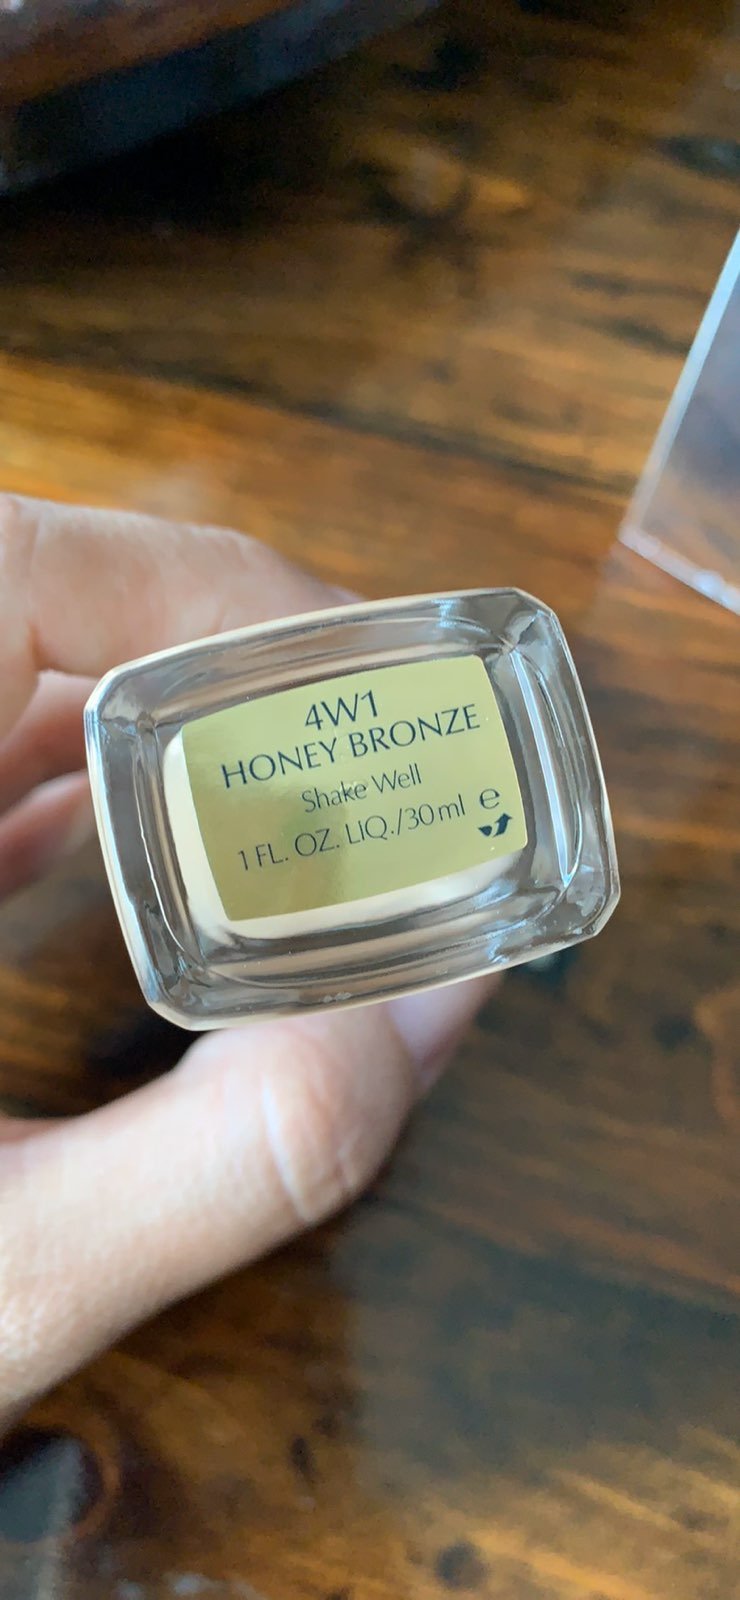 4W1
HONEY BRONZE
Shake Well
1 FL. OZ. LIQ./30 ml ℮